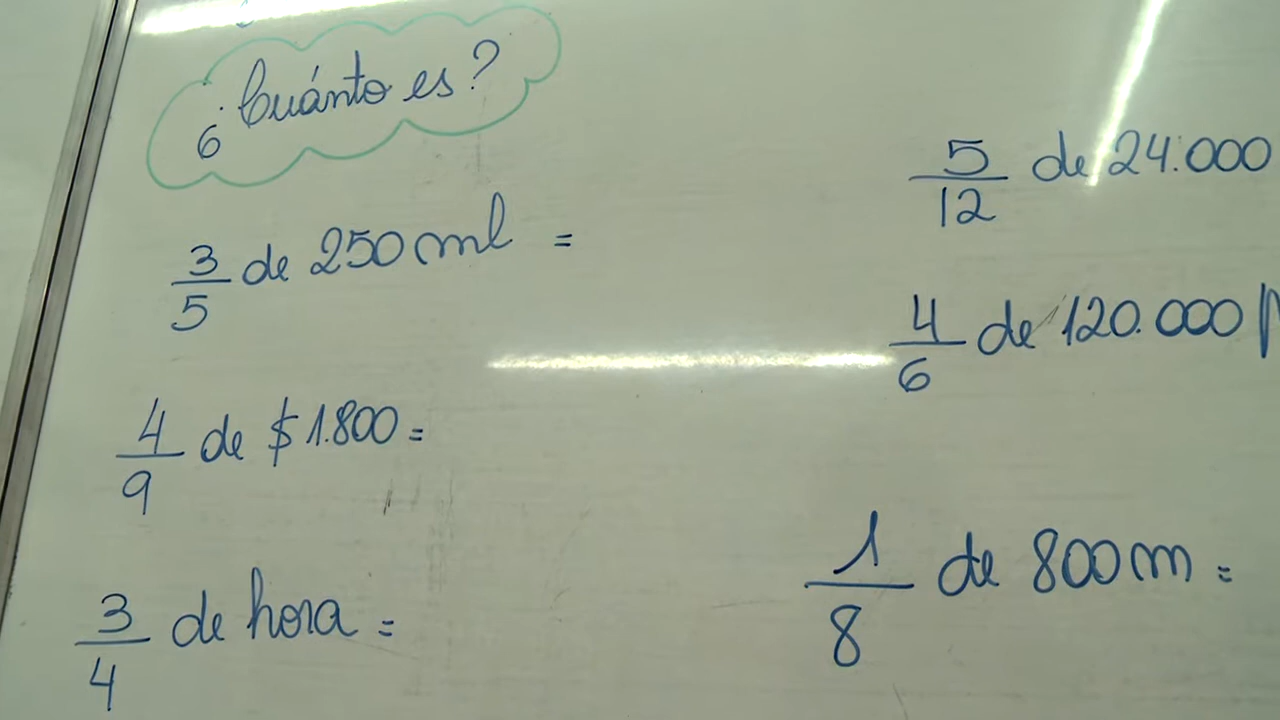 ¿Cuánto es?
3/5 de 250 ml =
4/9 de $ 1.800 =
3/4 de hora =
5/12 de 24.000
4/6 de 120.000
1/8 de 800 m =